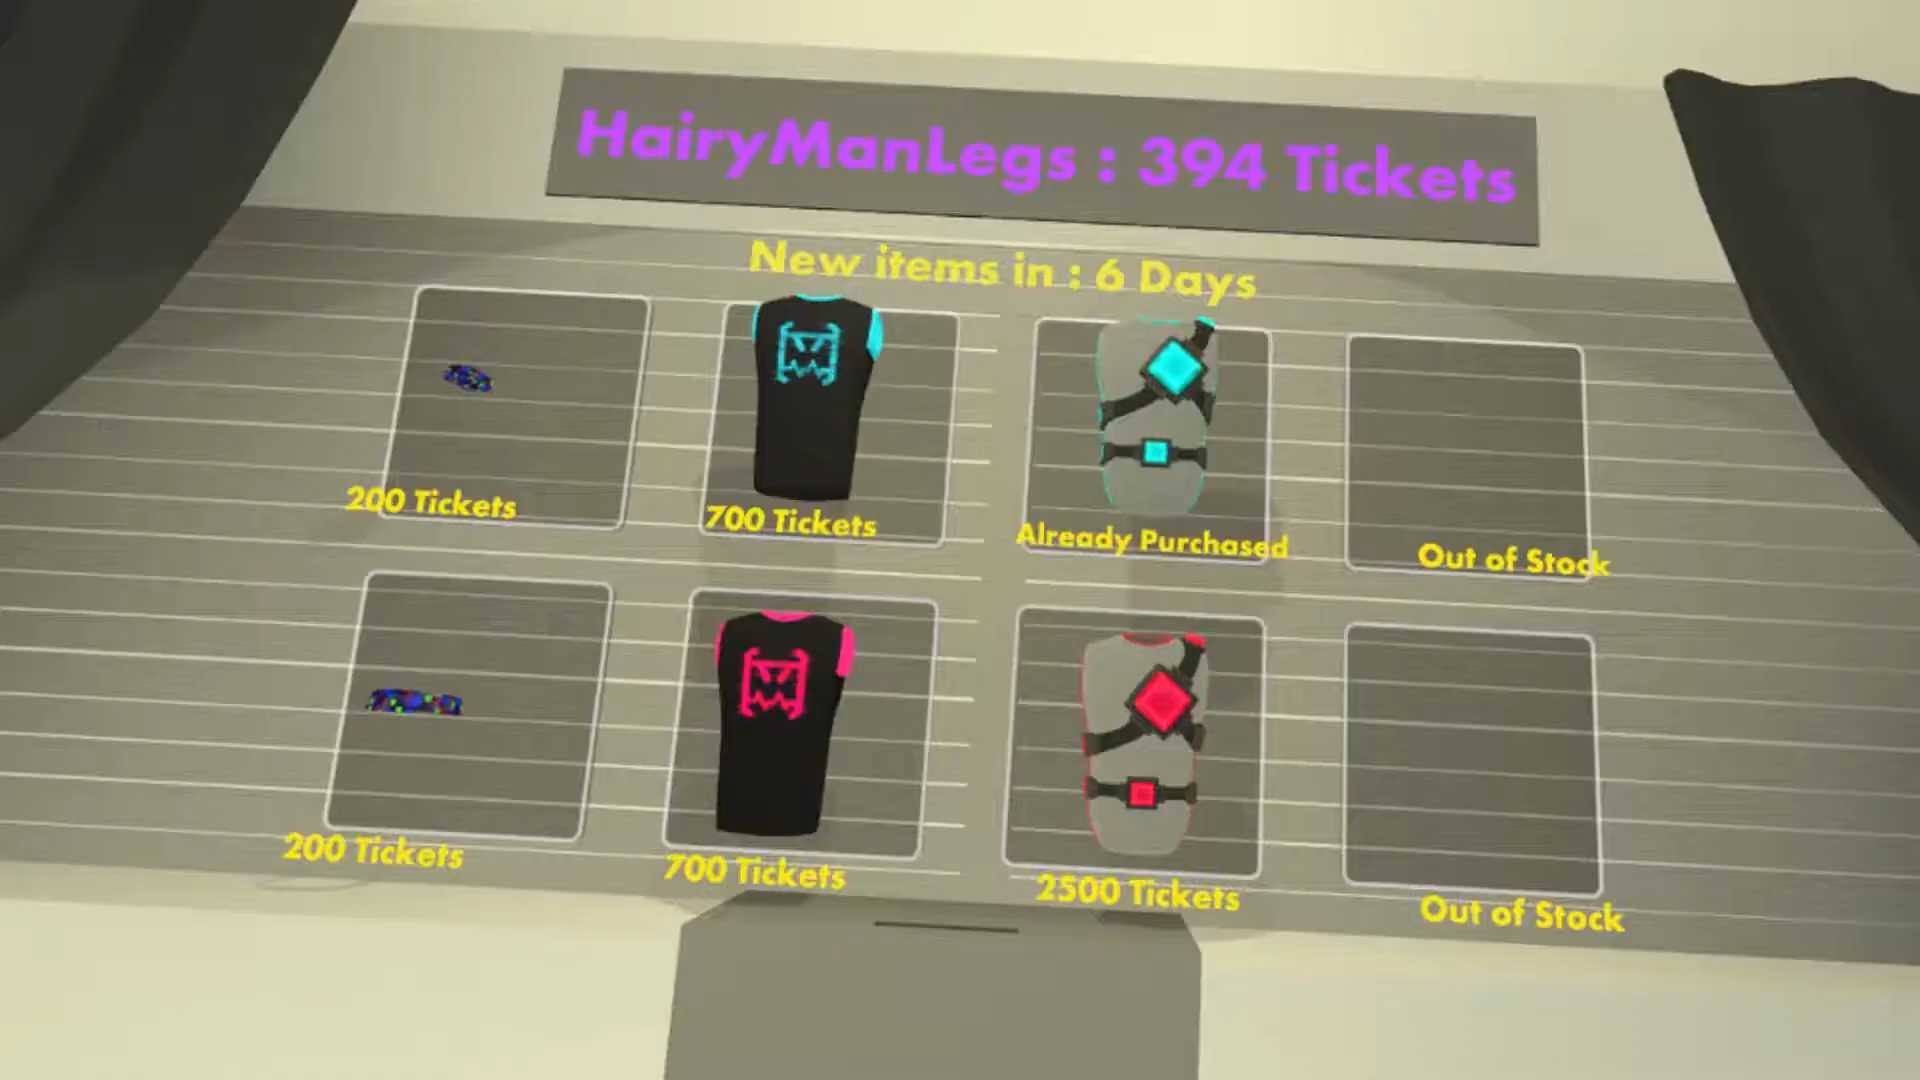 HairyManLegs : 394 Tickets
New items in : 6 Days
200 Tickets
700 Tickets
Already Purchased
Out of Stock
200 Tickets
700 Tickets
2500 Tickets
Out of Stock